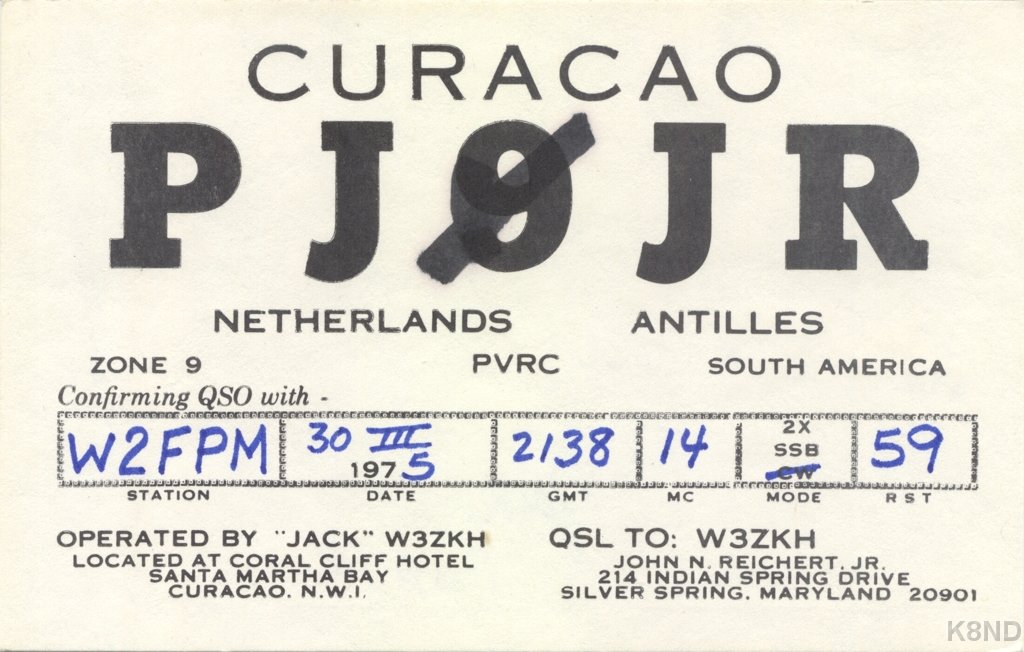 CURACAO
PJ9JR
NETHERLANDS ANTILLES
ZONE 9 PVRC SOUTH AMERICA
Confirming QSO with -
W2FPM 30 III 1975 2138 14 2X SSB CW 59
STATION DATE GMT MC MODE RST
OPERATED BY "JACK" W3ZKH
LOCATED AT CORAL CLIFF HOTEL
SANTA MARTHA BAY
CURACAO. N.W.I.
QSL TO: W3ZKH
JOHN N. REICHERT, JR.
214 INDIAN SPRING DRIVE
SILVER SPRING, MARYLAND 20901
K8ND